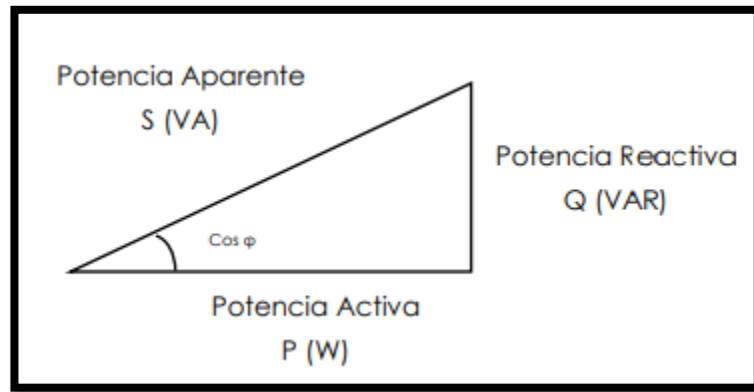 Potencia Aparente
S (VA)
Potencia Reactiva
Q (VAR)
Cos φ
Potencia Activa
P (W)